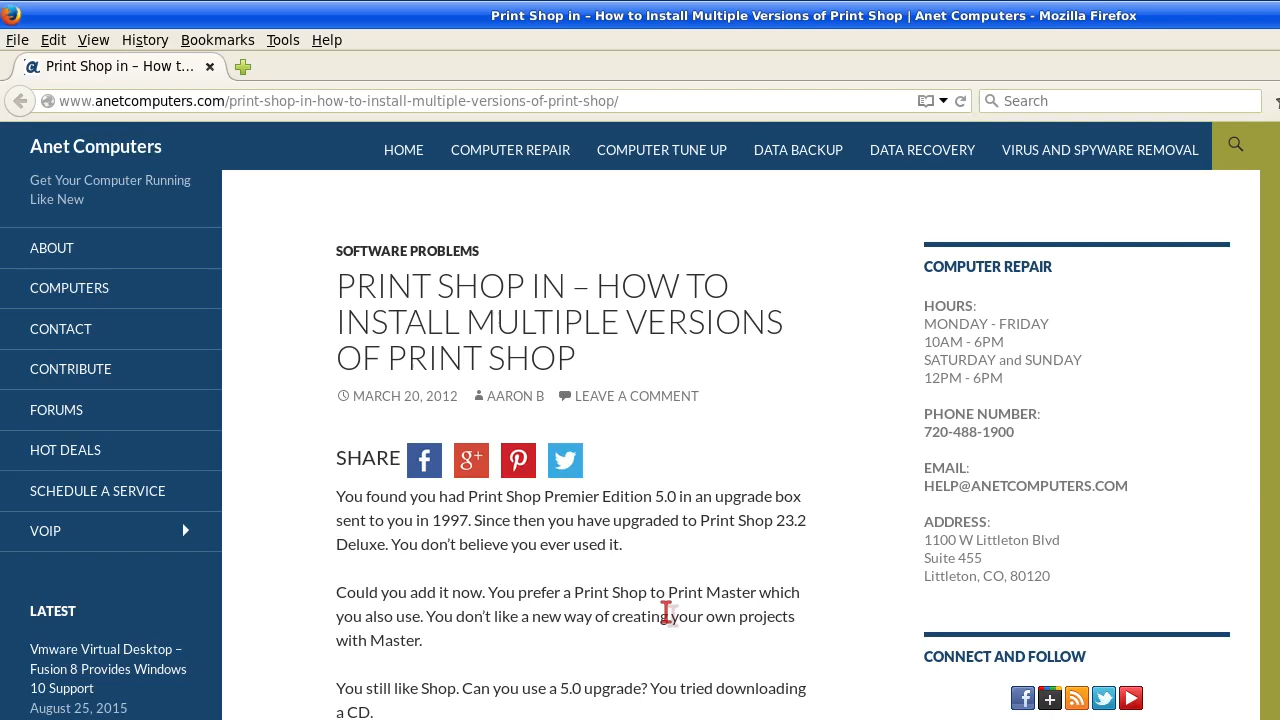 Print Shop in – How to Install Multiple Versions of Print Shop | Anet Computers - Mozilla Firefox
File Edit View History Bookmarks Tools Help
Print Shop in – How t...
www.anetcomputers.com/print-shop-in-how-to-install-multiple-versions-of-print-shop/
Search
Anet Computers
HOME COMPUTER REPAIR COMPUTER TUNE UP DATA BACKUP DATA RECOVERY VIRUS AND SPYWARE REMOVAL
Get Your Computer Running
Like New
ABOUT
COMPUTERS
CONTACT
CONTRIBUTE
FORUMS
HOT DEALS
SCHEDULE A SERVICE
VOIP
LATEST
Vmware Virtual Desktop –
Fusion 8 Provides Windows
10 Support
August 25, 2015
SOFTWARE PROBLEMS
PRINT SHOP IN – HOW TO
INSTALL MULTIPLE VERSIONS
OF PRINT SHOP
MARCH 20, 2012 AARON B LEAVE A COMMENT
SHARE
You found you had Print Shop Premier Edition 5.0 in an upgrade box
sent to you in 1997. Since then you have upgraded to Print Shop 23.2
Deluxe. You don't believe you ever used it.
Could you add it now. You prefer a Print Shop to Print Master which
you also use. You don't like a new way of creating your own projects
with Master.
You still like Shop. Can you use a 5.0 upgrade? You tried downloading
a CD.
COMPUTER REPAIR
HOURS:
MONDAY - FRIDAY
10AM - 6PM
SATURDAY and SUNDAY
12PM - 6PM
PHONE NUMBER:
720-488-1900
EMAIL:
HELP@ANETCOMPUTERS.COM
ADDRESS:
1100 W Littleton Blvd
Suite 455
Littleton, CO, 80120
CONNECT AND FOLLOW